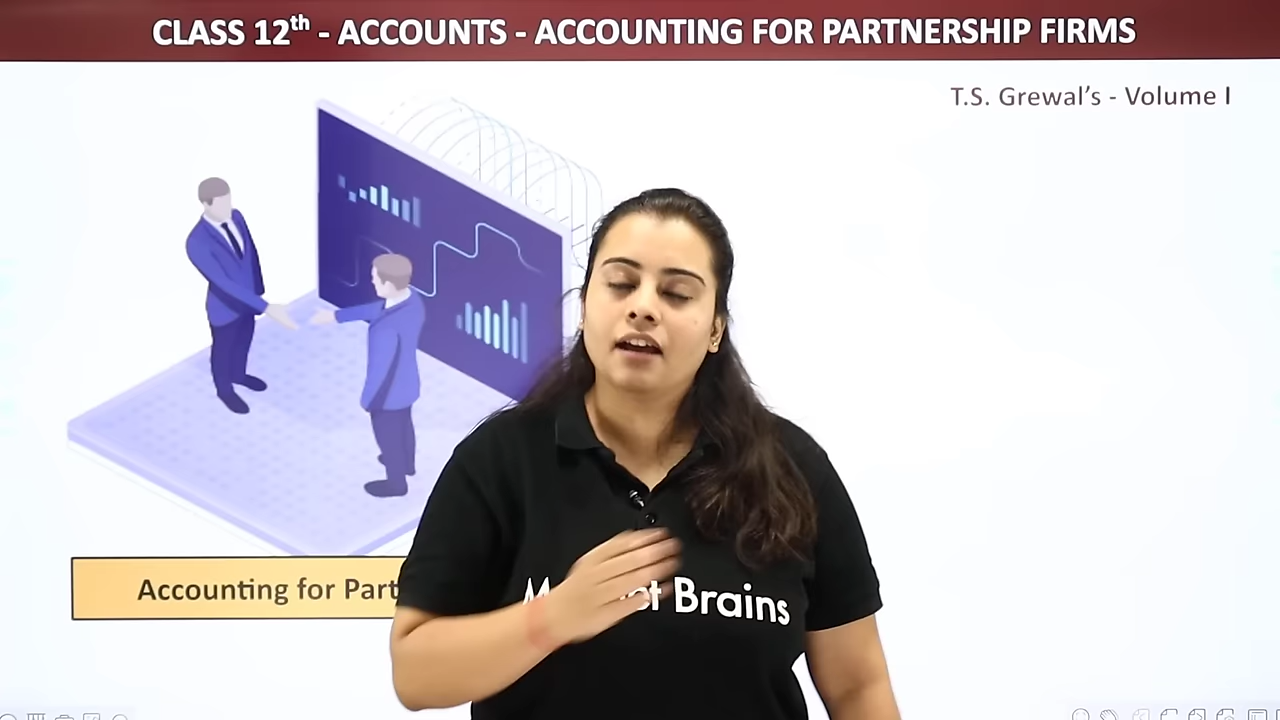 CLASS 12th - ACCOUNTS - ACCOUNTING FOR PARTNERSHIP FIRMS
T.S. Grewal's - Volume I
Accounting for Part
Brains